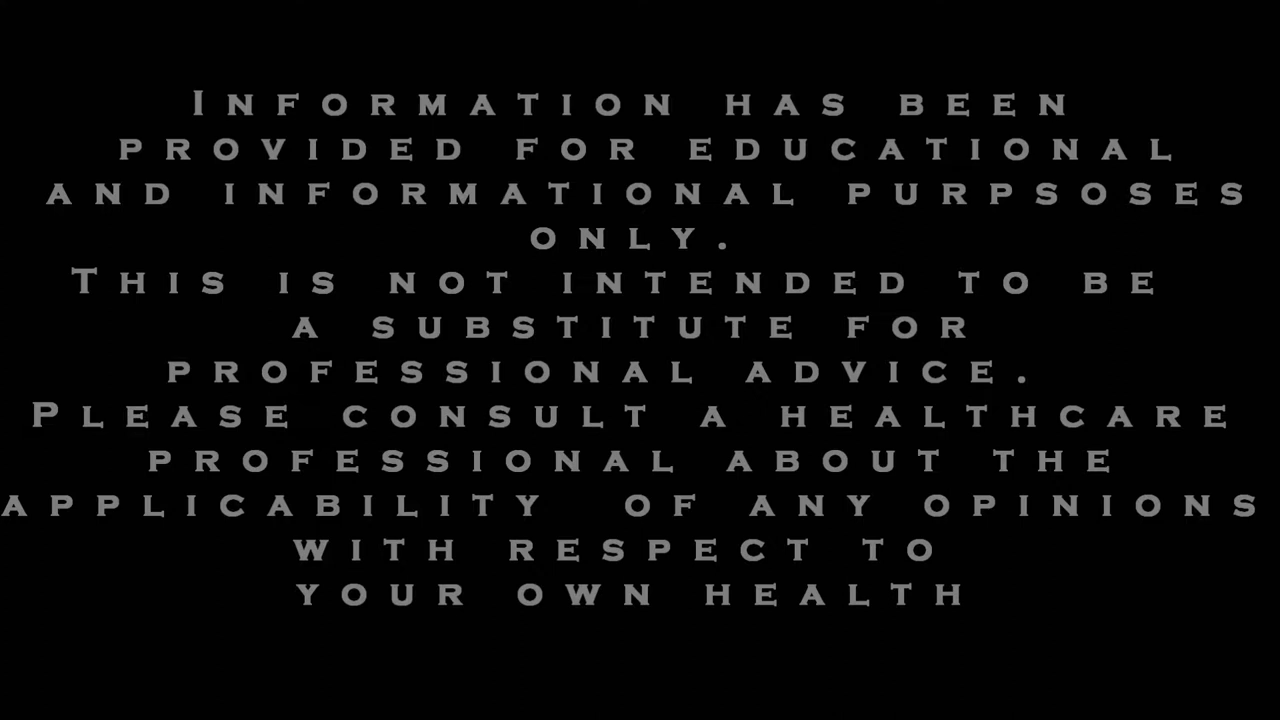 Information has been
provided for educational
and informational purpsoses
only.
This is not intended to be
a substitute for
professional advice.
Please consult a healthcare
professional about the
applicability of any opinions
with respect to
your own health